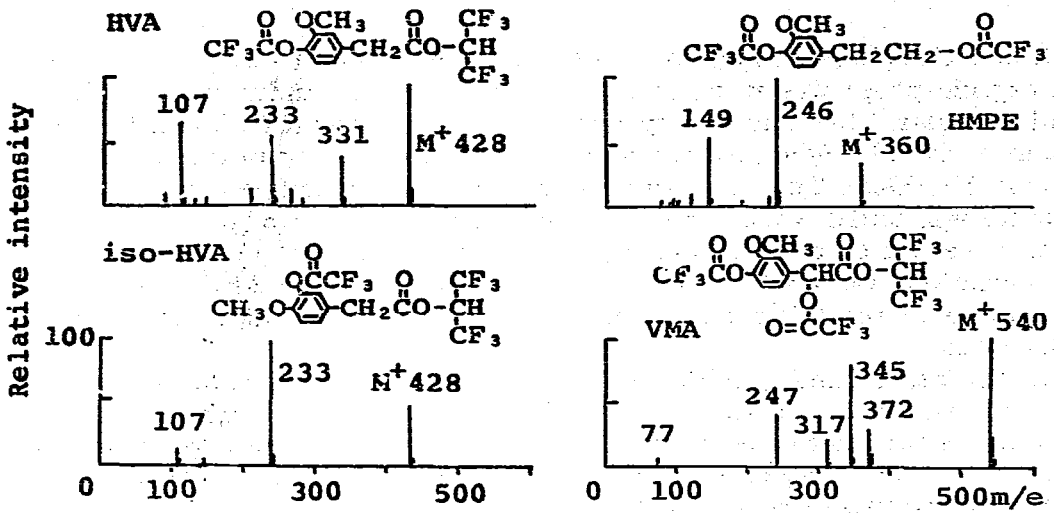 HVA
O OCH3 O CF3
CF3CO CH2CO-CH
CF3
107
233
331
M+428
Relative intensity
OCH3 O
O
CF3CO CH2CH2-OCCF3
149
246
M+360
HMPE
iso-HVA
O
OCCF3 O CF3
CH3O CH2CO-CH
CF3
100
107
233
M+428
0 100 300 500
O OCH3 O CF3
CF3CO CHCO-CH
O CF3
O=CCF3
VMA
77
247
317
345
372
M+540
0 100 300 500m/e